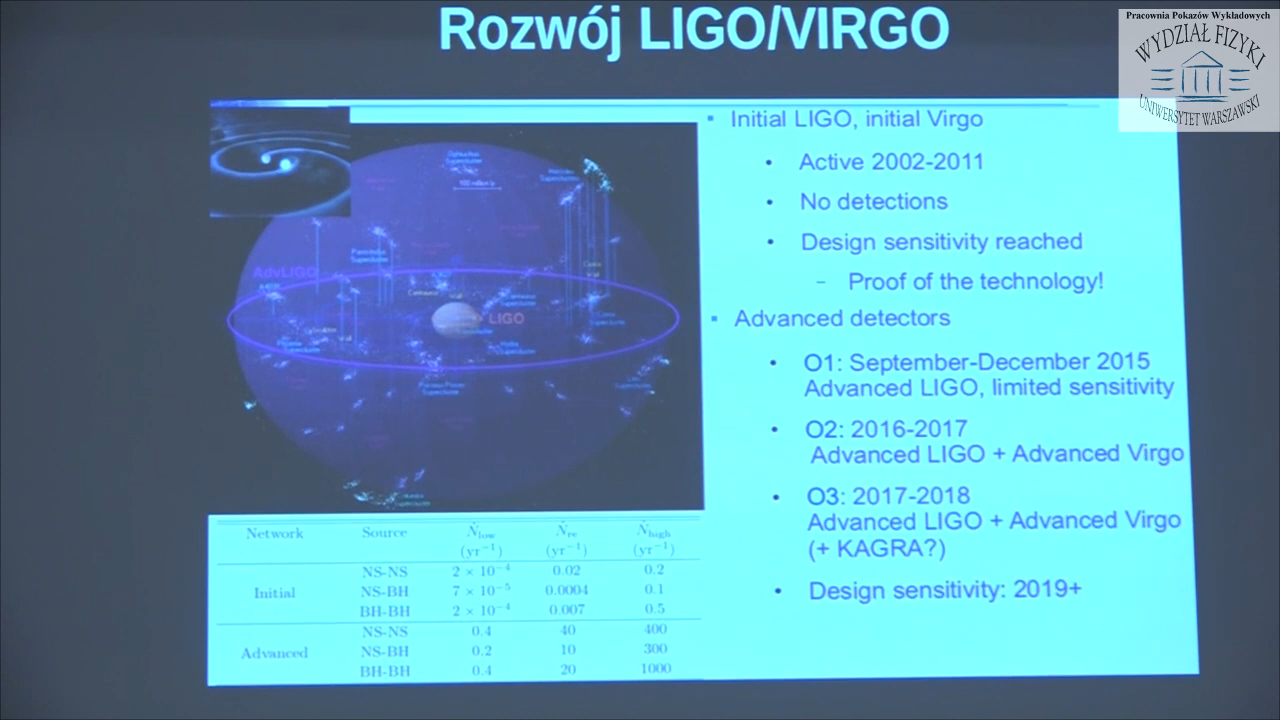 Rozwój LIGO/VIRGO
Pracownia Pokazów Wykładowych
WYDZIAŁ FIZYKI
UNIWERSYTET WARSZAWSKI
100 million ly
AdvLIGO
LIGO
▪ Initial LIGO, initial Virgo
• Active 2002-2011
• No detections
• Design sensitivity reached
– Proof of the technology!
▪ Advanced detectors
• O1: September-December 2015
Advanced LIGO, limited sensitivity
• O2: 2016-2017
Advanced LIGO + Advanced Virgo
• O3: 2017-2018
Advanced LIGO + Advanced Virgo
(+ KAGRA?)
• Design sensitivity: 2019+
Network Source Ṅlow Ṅre Ṅhigh
(yr⁻¹) (yr⁻¹) (yr⁻¹)
NS-NS 2 × 10⁻⁴ 0.02 0.2
Initial NS-BH 7 × 10⁻⁵ 0.0004 0.1
BH-BH 2 × 10⁻⁴ 0.007 0.5
NS-NS 0.4 40 400
Advanced NS-BH 0.2 10 300
BH-BH 0.4 20 1000